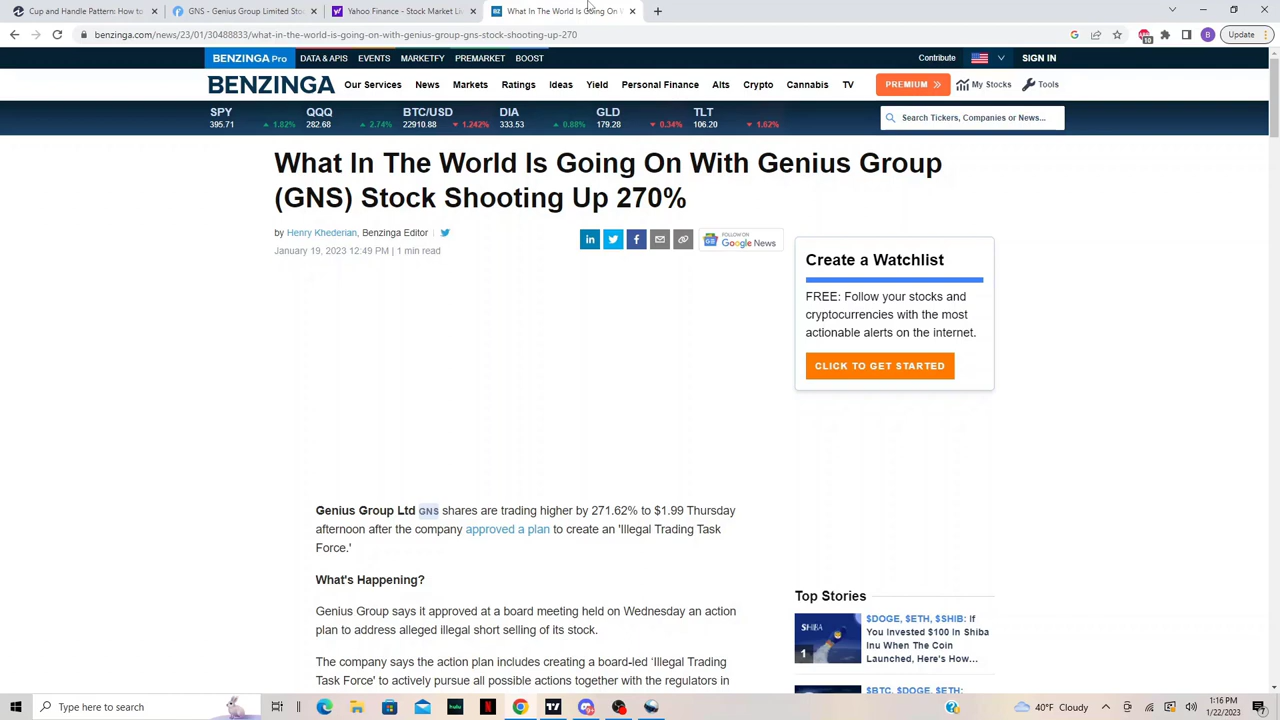 Cup and Handle Pattern: How to
GNS - Genius Group Limited Stoc
Yahoo Finance - Stock Market Li
What In The World Is Going On W
benzinga.com/news/23/01/30488833/what-in-the-world-is-going-on-with-genius-group-gns-stock-shooting-up-270
10
B
Update
BENZINGA Pro
DATA & APIS
EVENTS
MARKETFY
PREMARKET
BOOST
Contribute
SIGN IN
BENZINGA
Our Services
News
Markets
Ratings
Ideas
Yield
Personal Finance
Alts
Crypto
Cannabis
TV
PREMIUM
My Stocks
Tools
SPY
395.71
1.82%
QQQ
282.68
2.74%
BTC/USD
22910.88
1.242%
DIA
333.53
0.88%
GLD
179.28
0.34%
TLT
106.20
1.62%
Search Tickers, Companies or News...
What In The World Is Going On With Genius Group
(GNS) Stock Shooting Up 270%
by Henry Khederian, Benzinga Editor
January 19, 2023 12:49 PM | 1 min read
FOLLOW ON
Google News
Create a Watchlist
FREE: Follow your stocks and
cryptocurrencies with the most
actionable alerts on the internet.
CLICK TO GET STARTED
Genius Group Ltd GNS shares are trading higher by 271.62% to $1.99 Thursday
afternoon after the company approved a plan to create an 'Illegal Trading Task
Force.'
What's Happening?
Genius Group says it approved at a board meeting held on Wednesday an action
plan to address alleged illegal short selling of its stock.
The company says the action plan includes creating a board-led 'Illegal Trading
Task Force' to actively pursue all possible actions together with the regulators in
Top Stories
SHIBA
1
$DOGE, $ETH, $SHIB: If
You Invested $100 In Shiba
Inu When The Coin
Launched, Here's How...
$BTC, $DOGE, $ETH:
Type here to search
hulu
40°F Cloudy
1:16 PM
1/22/2023